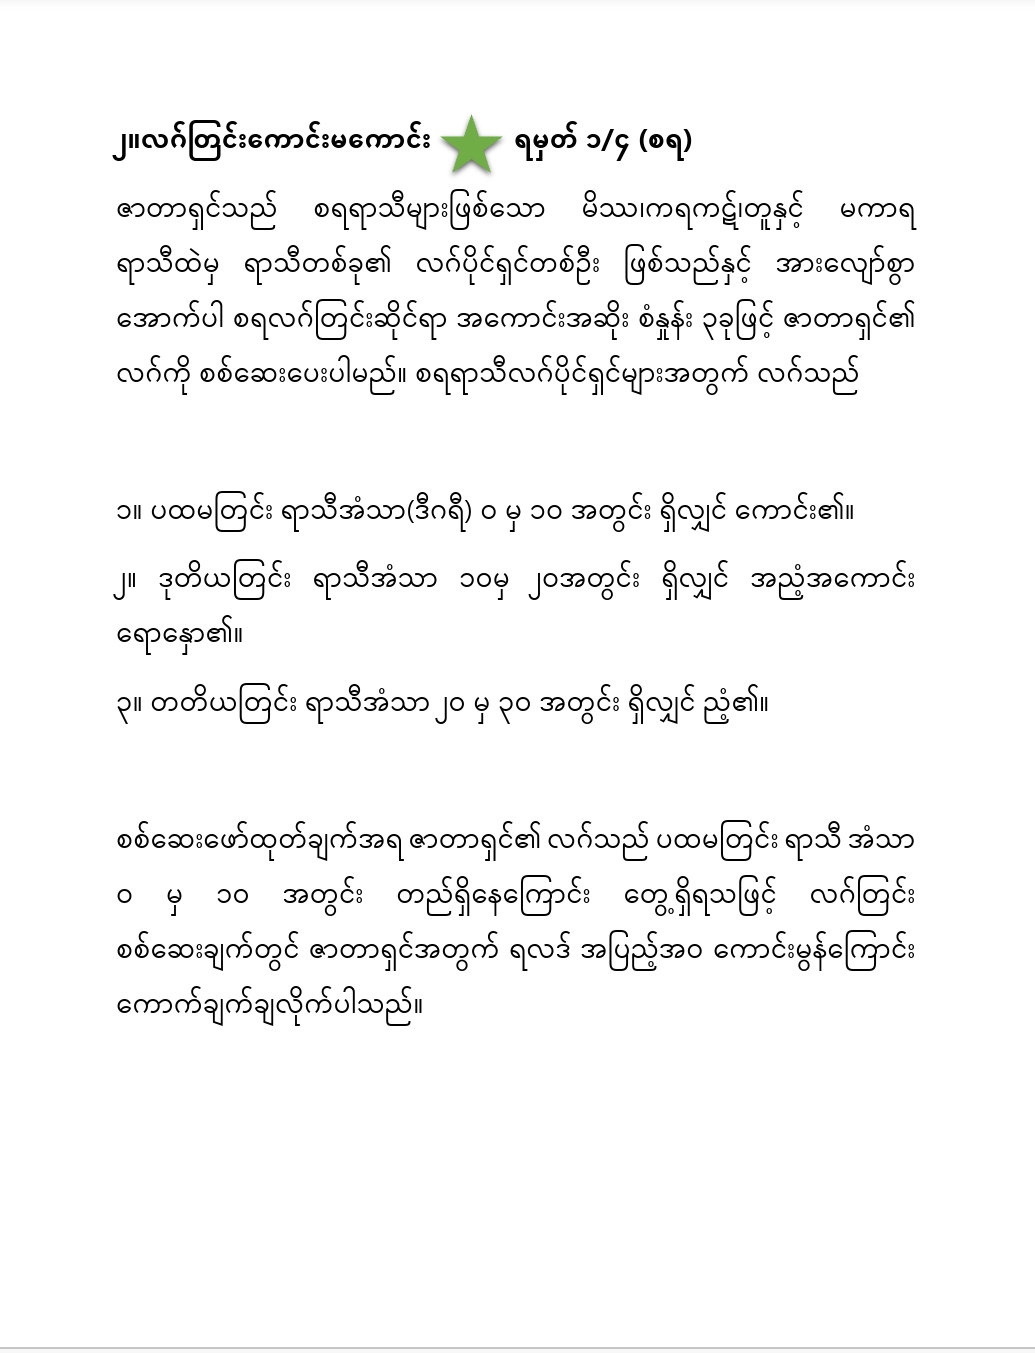 ၂။လဂ်တြင်းကောင်းမကောင်း ရမှတ် ၁/၄ (စရ)
ဇာတာရှင်သည် စရရာသီများဖြစ်သော မိဿ၊ကရကဋ်၊တူနှင့် မကာရ
ရာသီထဲမှ ရာသီတစ်ခု၏ လဂ်ပိုင်ရှင်တစ်ဦး ဖြစ်သည်နှင့် အားလျော်စွာ
အောက်ပါ စရလဂ်တြင်းဆိုင်ရာ အကောင်းအဆိုး စံနှုန်း ၃ခုဖြင့် ဇာတာရှင်၏
လဂ်ကို စစ်ဆေးပေးပါမည်။ စရရာသီလဂ်ပိုင်ရှင်များအတွက် လဂ်သည်
၁။ ပထမတြင်း ရာသီအံသာ(ဒီဂရီ) ဝ မှ ၁ဝ အတွင်း ရှိလျှင် ကောင်း၏။
၂။ ဒုတိယတြင်း ရာသီအံသာ ၁ဝမှ ၂ဝအတွင်း ရှိလျှင် အညံ့အကောင်း
ရောနှော၏။
၃။ တတိယတြင်း ရာသီအံသာ၂ဝ မှ ၃ဝ အတွင်း ရှိလျှင် ညံ့၏။
စစ်ဆေးဖော်ထုတ်ချက်အရ ဇာတာရှင်၏ လဂ်သည် ပထမတြင်း ရာသီ အံသာ
ဝ မှ ၁ဝ အတွင်း တည်ရှိနေကြောင်း တွေ့ရှိရသဖြင့် လဂ်တြင်း
စစ်ဆေးချက်တွင် ဇာတာရှင်အတွက် ရလဒ် အပြည့်အဝ ကောင်းမွန်ကြောင်း
ကောက်ချက်ချလိုက်ပါသည်။